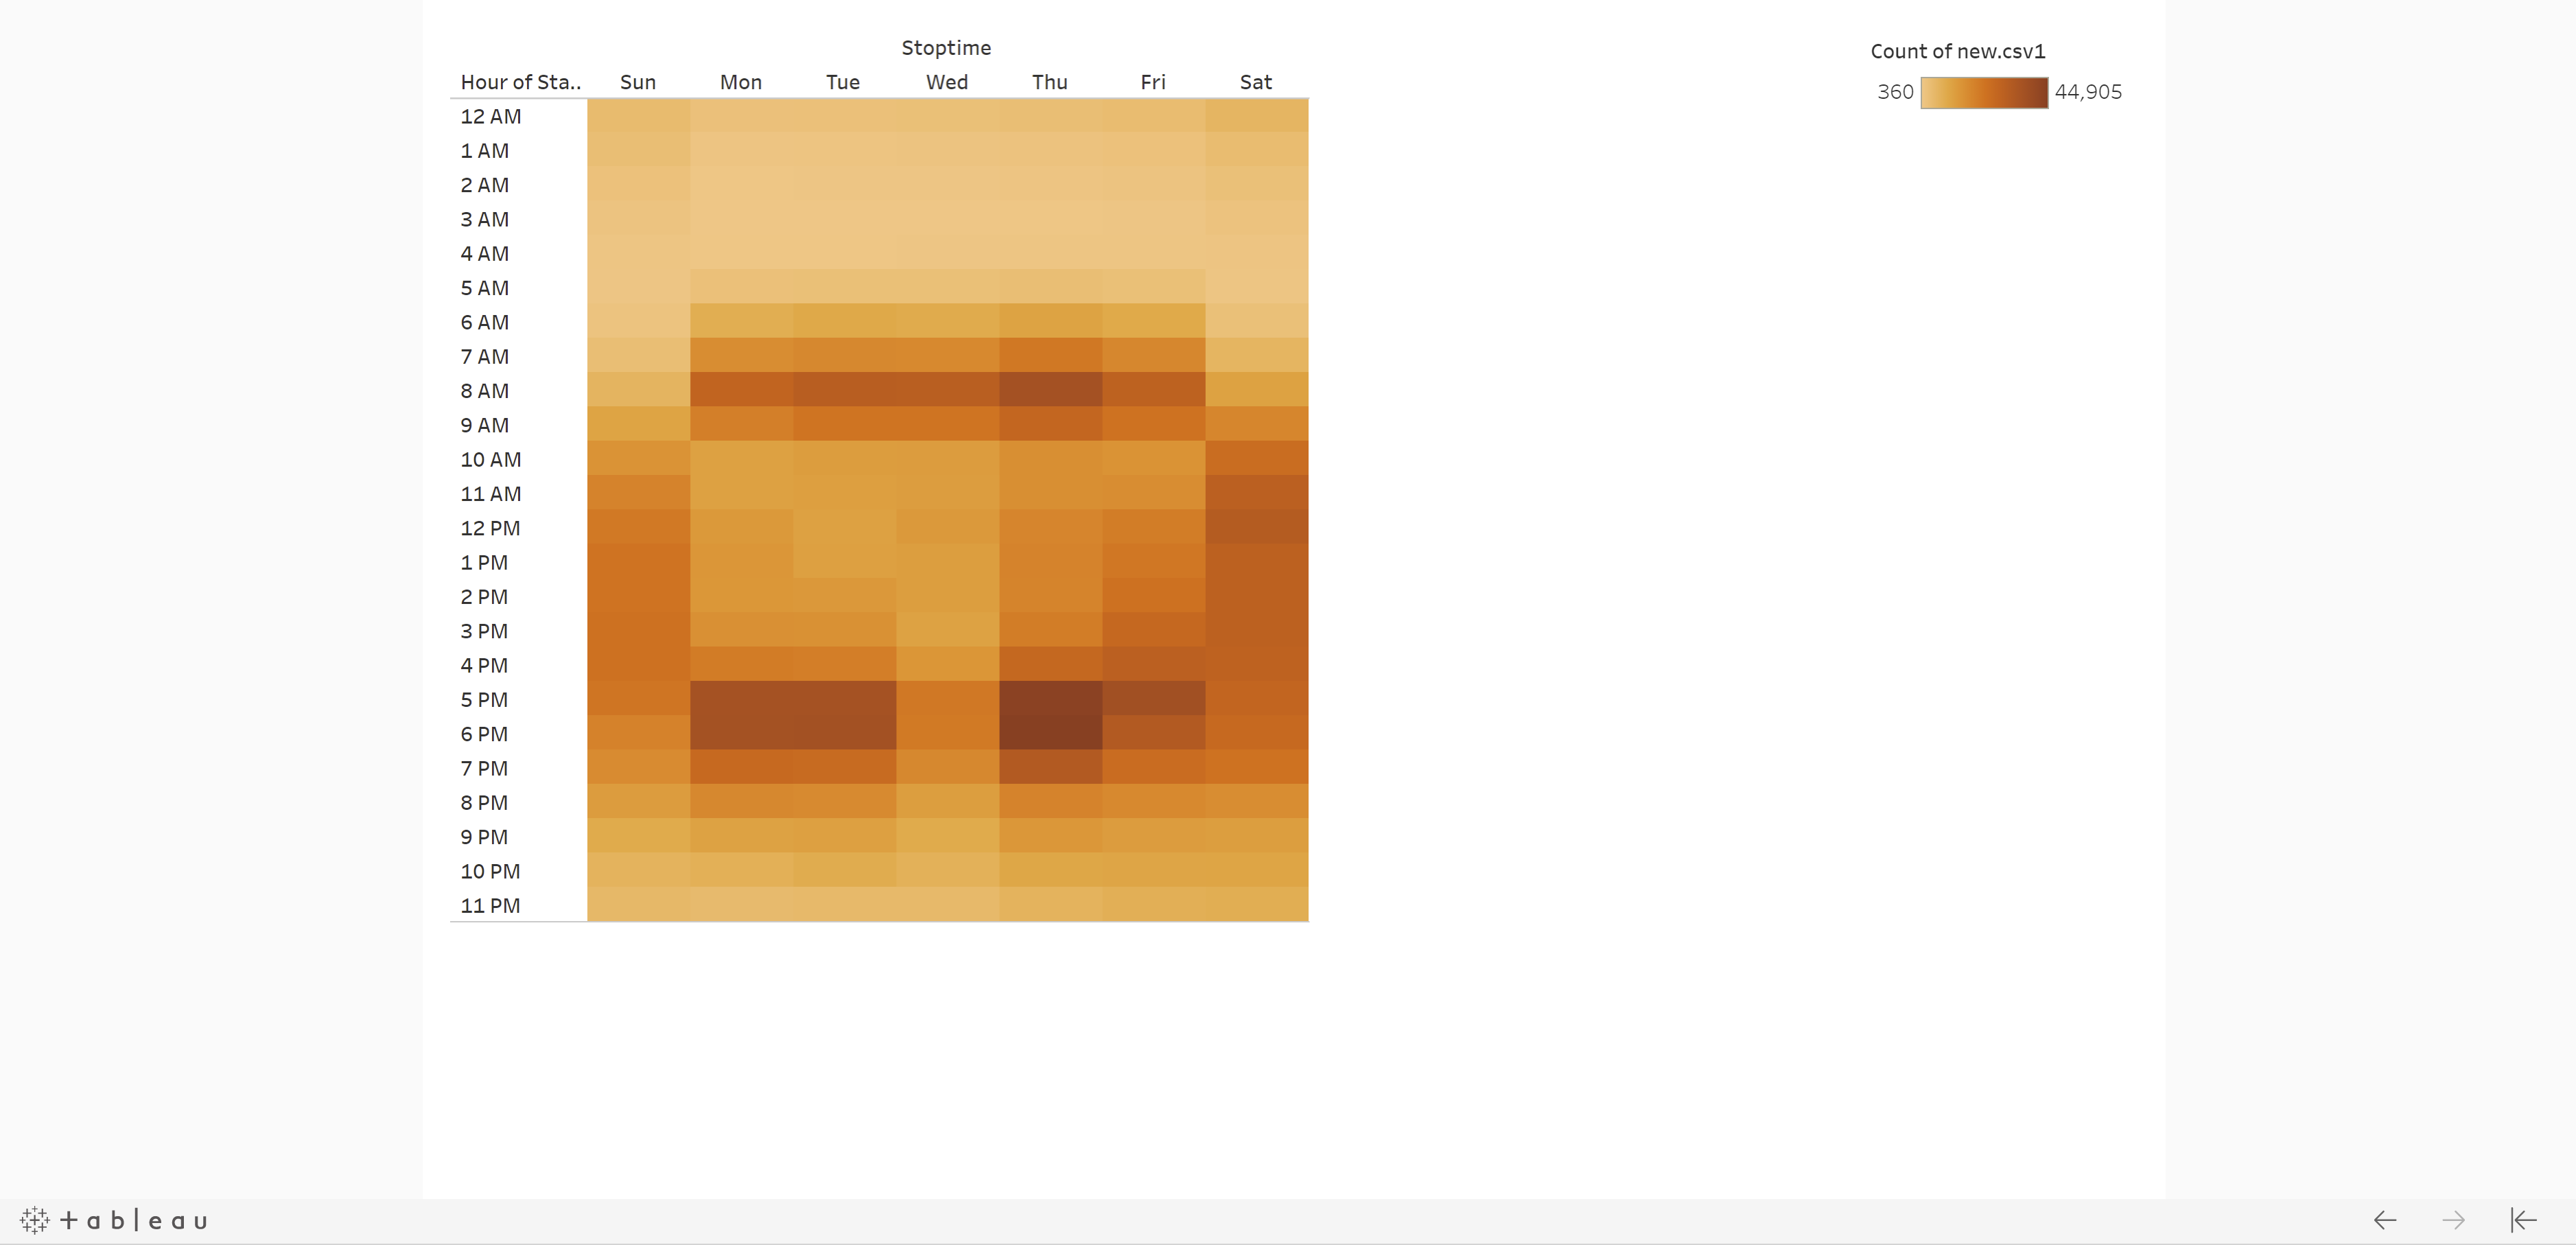 Stoptime
Count of new.csv1
Hour of Sta.. Sun Mon Tue Wed Thu Fri Sat
360 44,905
12 AM
1 AM
2 AM
3 AM
4 AM
5 AM
6 AM
7 AM
8 AM
9 AM
10 AM
11 AM
12 PM
1 PM
2 PM
3 PM
4 PM
5 PM
6 PM
7 PM
8 PM
9 PM
10 PM
11 PM
+ableau